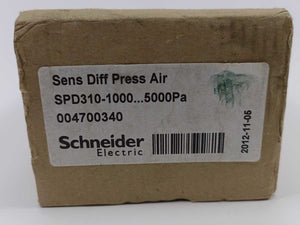 Sens Diff Press Air
SPD310-1000...5000Pa
004700340
Schneider
Electric
2012-11-05